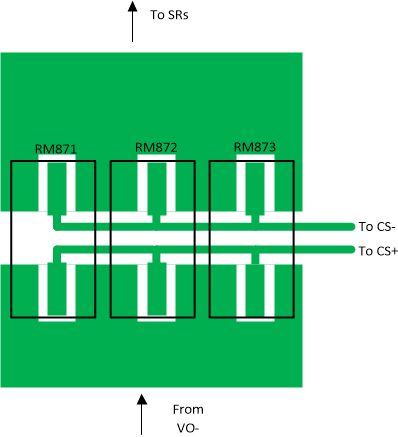 To SRs
RM871 RM872 RM873
To CS-
To CS+
From
VO-